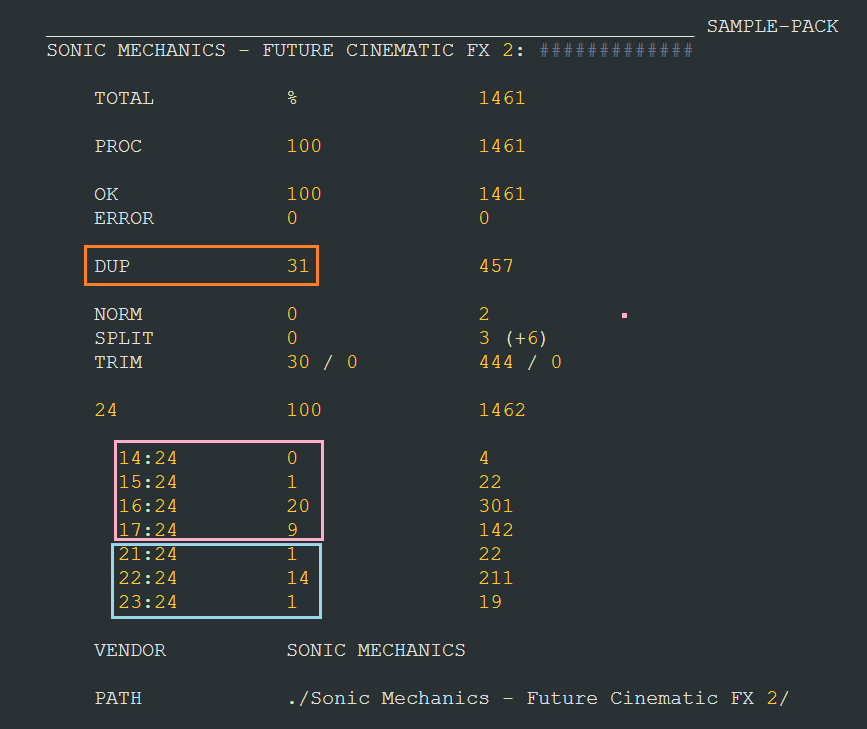 SAMPLE-PACK
SONIC MECHANICS - FUTURE CINEMATIC FX 2: #############
TOTAL % 1461
PROC 100 1461
OK 100 1461
ERROR 0 0
DUP 31 457
NORM 0 2
SPLIT 0 3 (+6)
TRIM 30 / 0 444 / 0
24 100 1462
14:24 0 4
15:24 1 22
16:24 20 301
17:24 9 142
21:24 1 22
22:24 14 211
23:24 1 19
VENDOR SONIC MECHANICS
PATH ./Sonic Mechanics - Future Cinematic FX 2/